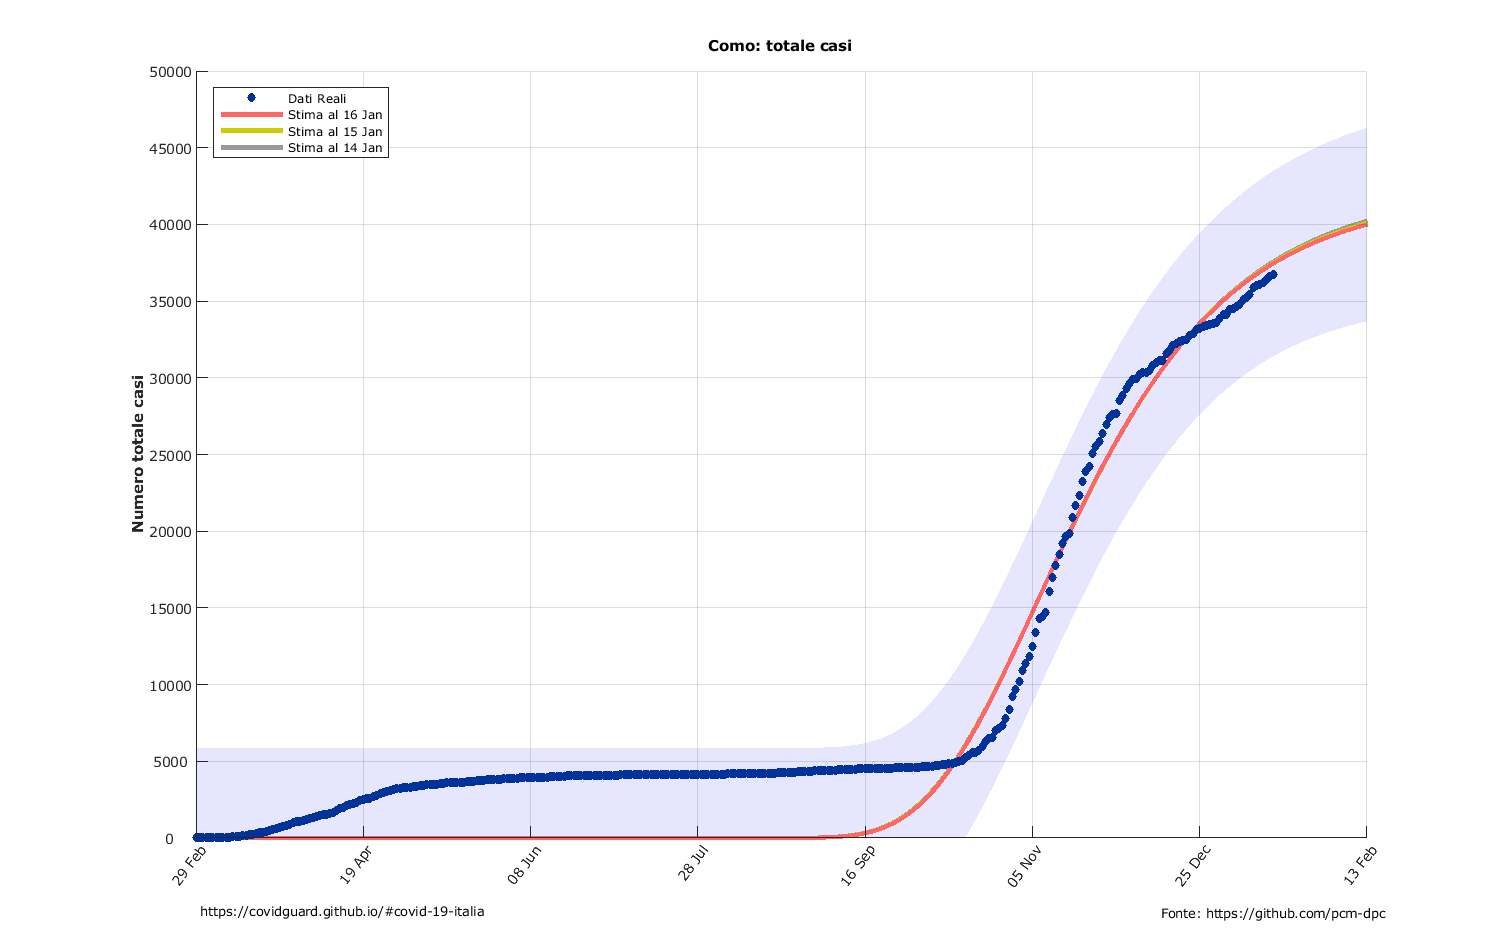 Como: totale casi
50000
45000
40000
35000
30000
25000
20000
15000
10000
5000
0
Numero totale casi
Dati Reali
Stima al 16 Jan
Stima al 15 Jan
Stima al 14 Jan
29 Feb
19 Apr
08 Jun
28 Jul
16 Sep
05 Nov
25 Dec
13 Feb
https://covidguard.github.io/#covid-19-italia
Fonte: https://github.com/pcm-dpc